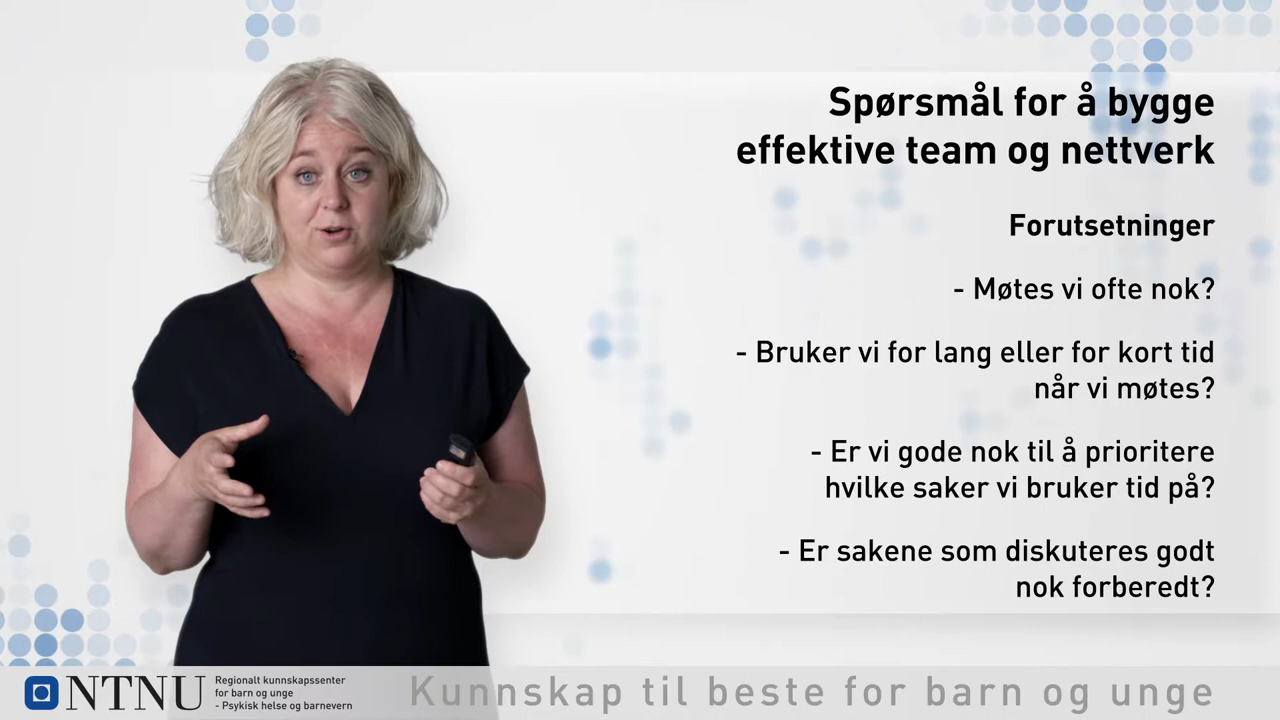 Spørsmål for å bygge
effektive team og nettverk
Forutsetninger
- Møtes vi ofte nok?
- Bruker vi for lang eller for kort tid
når vi møtes?
- Er vi gode nok til å prioritere
hvilke saker vi bruker tid på?
- Er sakene som diskuteres godt
nok forberedt?
NTNU
Regionalt kunnskapssenter
for barn og unge
- Psykisk helse og barnevern
Kunnskap til beste for barn og unge